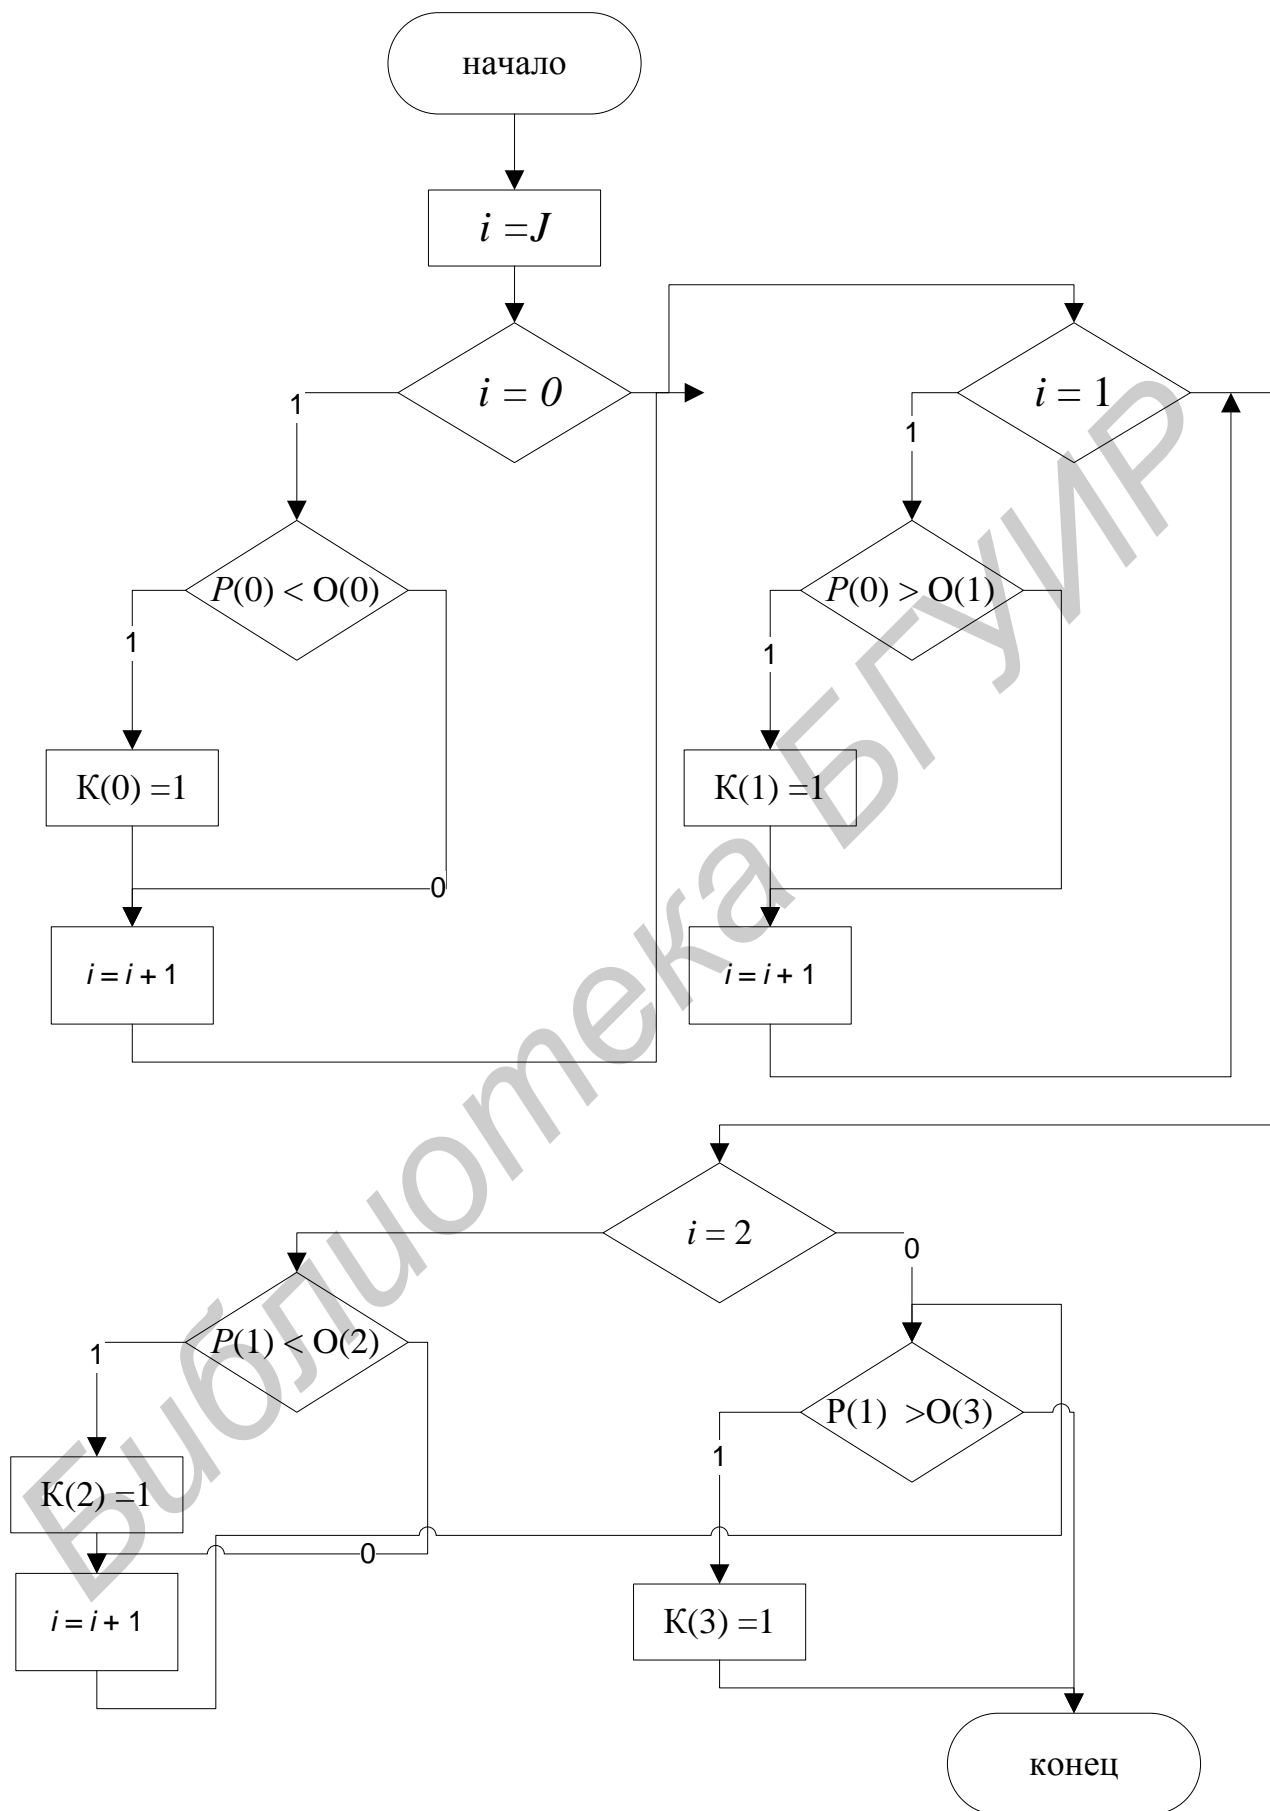 начало
i =J
i = 0
i = 1
1
1
P(0) < O(0)
P(0) > O(1)
1
1
К(0) =1
К(1) =1
0
i = i + 1
i = i + 1
i = 2
0
P(1) < O(2)
1
P(1) >O(3)
1
К(2) =1
0
i = i + 1
К(3) =1
конец
Библиотека БГУИР